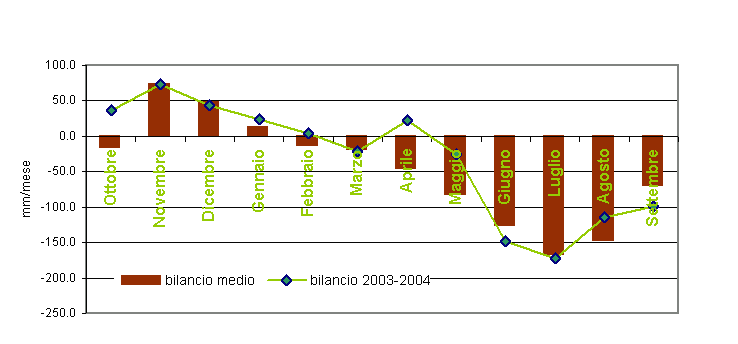 100.0
50.0
0.0
-50.0
-100.0
-150.0
-200.0
-250.0
mm/mese
Ottobre
Novembre
Dicembre
Gennaio
Febbraio
Marzo
Aprile
Maggio
Giugno
Luglio
Agosto
Settembre
bilancio medio
bilancio 2003-2004